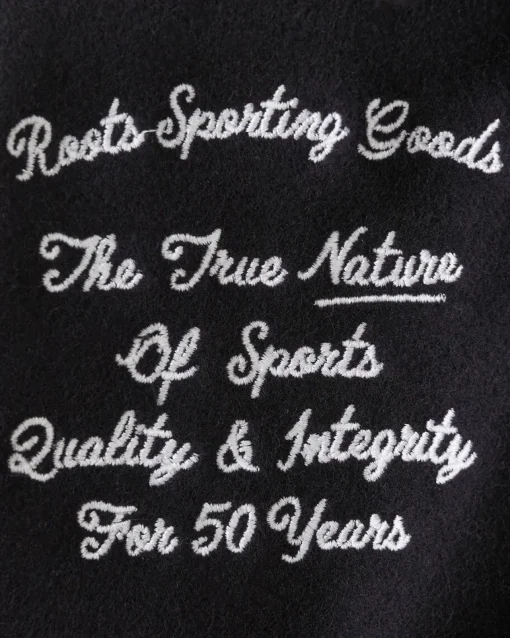 Roots Sporting Goods
The True Nature
Of Sports
Quality & Integrity
For 50 Years